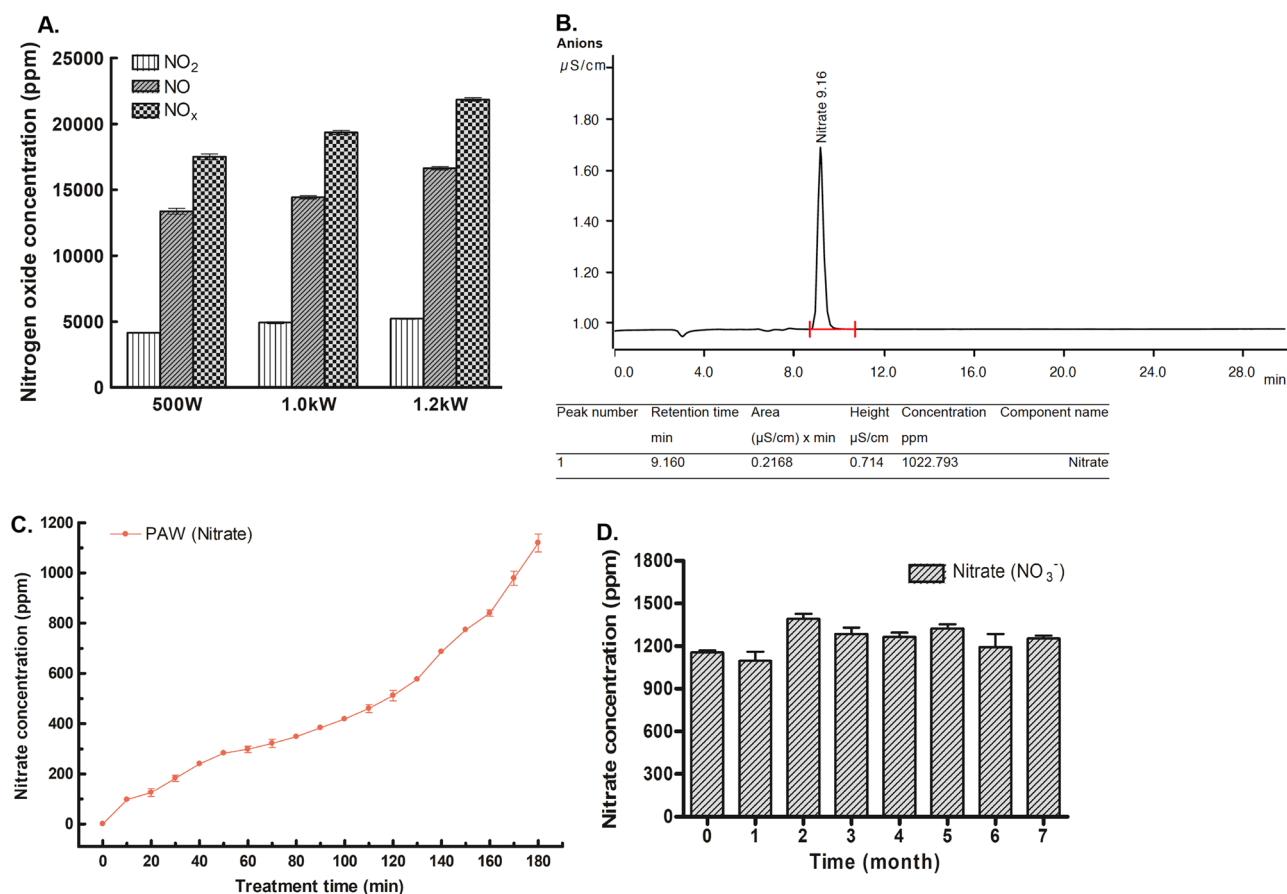 A.
Nitrogen oxide concentration (ppm)
25000
20000
15000
10000
5000
0
NO₂
NO
NOₓ
500W 1.0kW 1.2kW
B.
Anions
µS/cm
1.80
1.60
1.40
1.20
1.00
Nitrate 9.16
0.0 4.0 8.0 12.0 16.0 20.0 24.0 28.0 min
Peak number Retention time Area Height Concentration Component name
min (µS/cm) x min µS/cm ppm
1 9.160 0.2168 0.714 1022.793 Nitrate
C.
Nitrate concentration (ppm)
1200
1000
800
600
400
200
0
PAW (Nitrate)
0 20 40 60 80 100 120 140 160 180
Treatment time (min)
D.
Nitrate concentration (ppm)
1800
1500
1200
900
600
300
0
Nitrate (NO₃⁻)
0 1 2 3 4 5 6 7
Time (month)